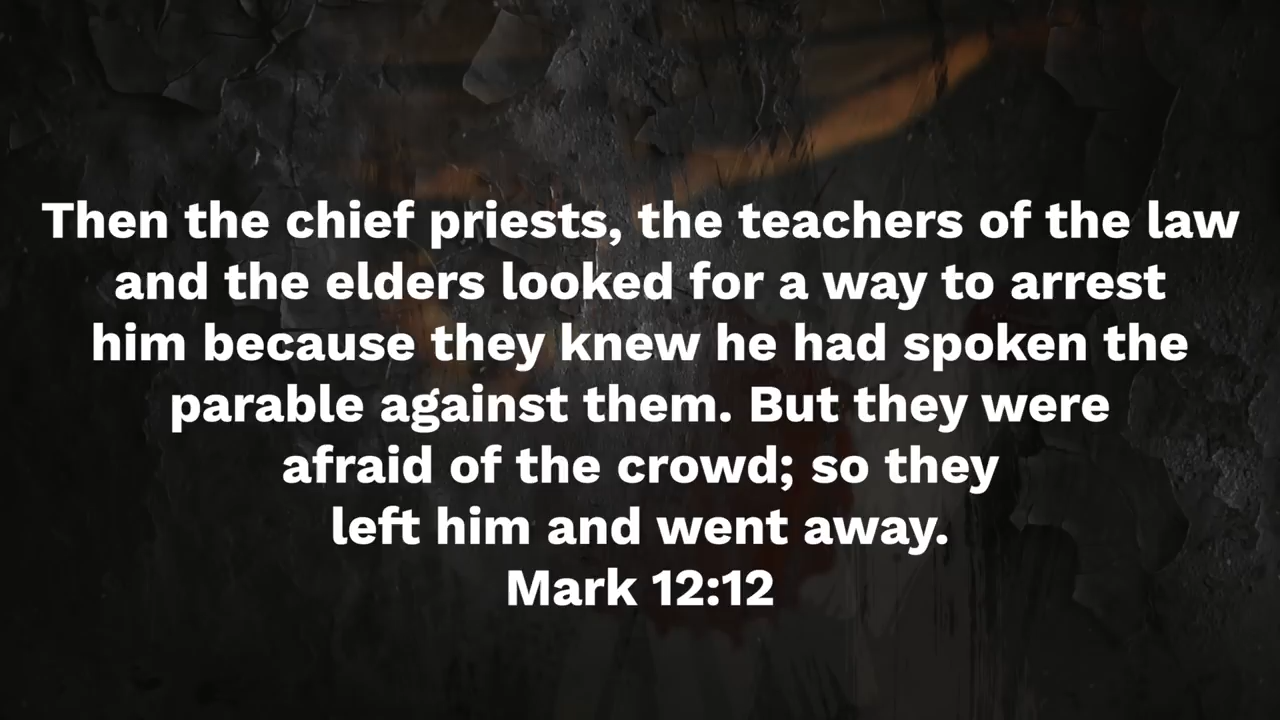 Then the chief priests, the teachers of the law
and the elders looked for a way to arrest
him because they knew he had spoken the
parable against them. But they were
afraid of the crowd; so they
left him and went away.
Mark 12:12